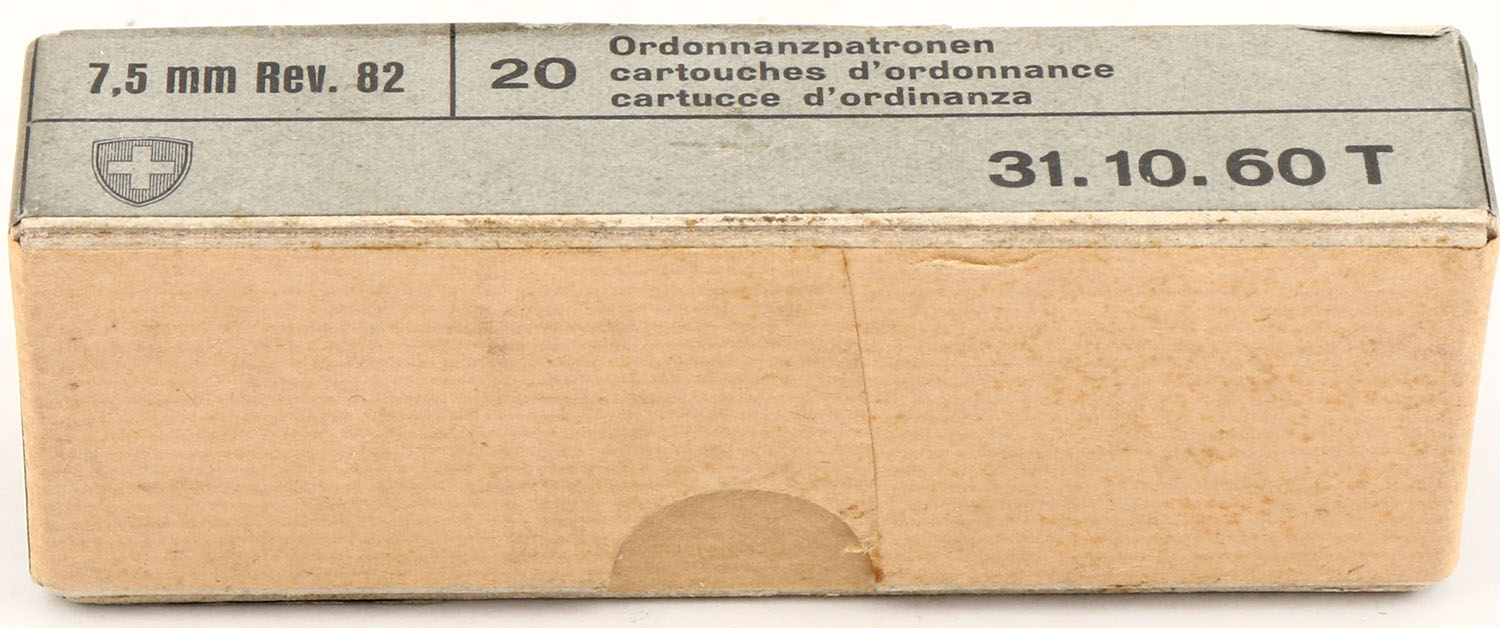 7,5 mm Rev. 82
20
Ordonnanzpatronen
cartouches d'ordonnance
cartucce d'ordinanza
31.10.60 T